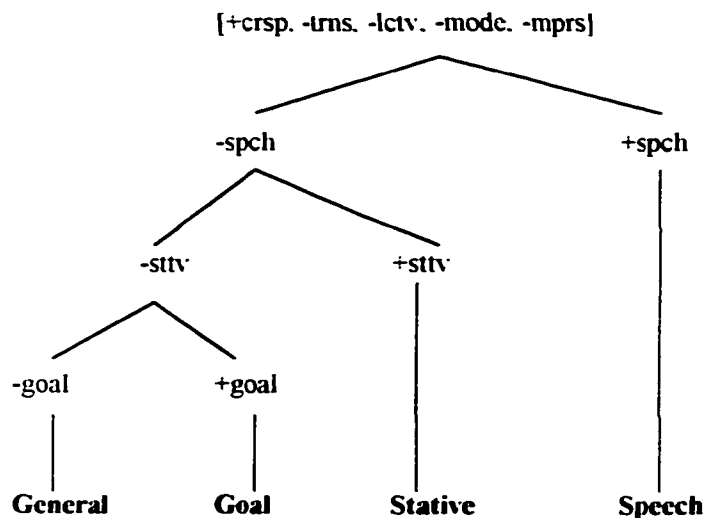 [+crsp, -trns, -lctv, -mode, -mprs]
-spch +spch
-sttv +sttv
-goal +goal
General Goal Stative Speech